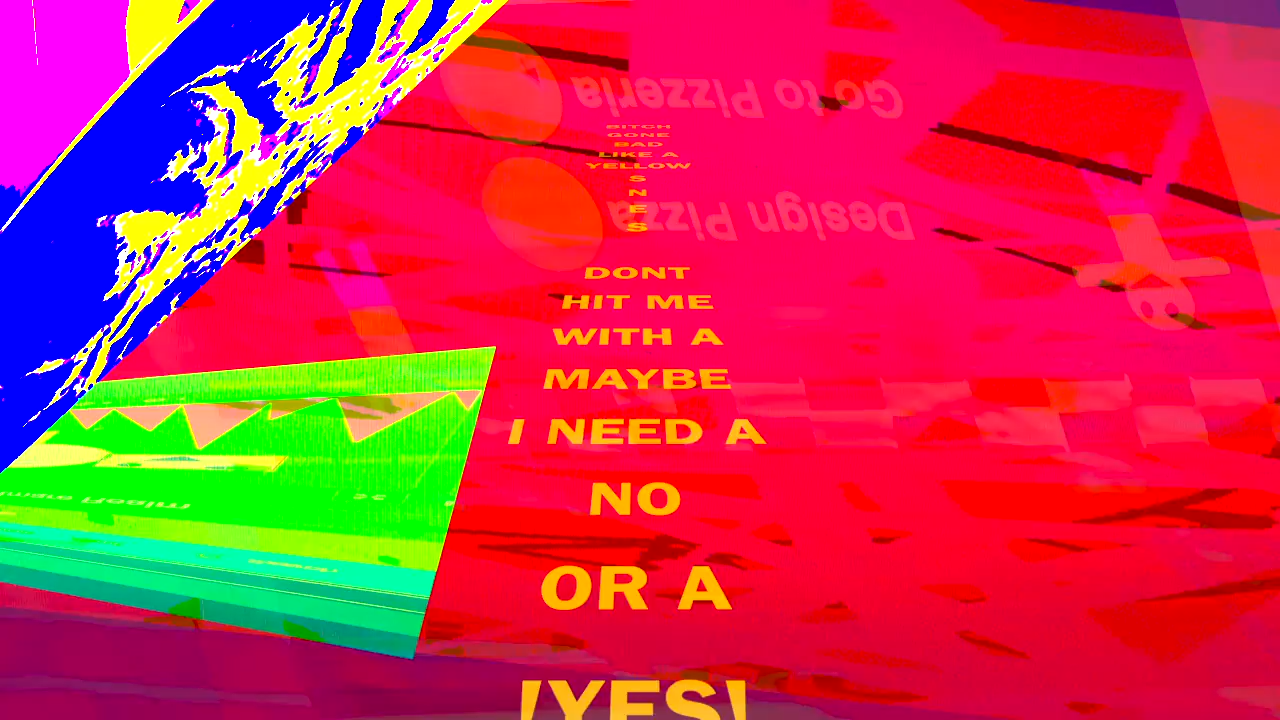 Go to Pizzeria
BITCH
GONE
BAD
LIKE A
YELLOW
S
N
E
S
Design Pizza
DONT
HIT ME
WITH A
MAYBE
I NEED A
NO
OR A
!YES!